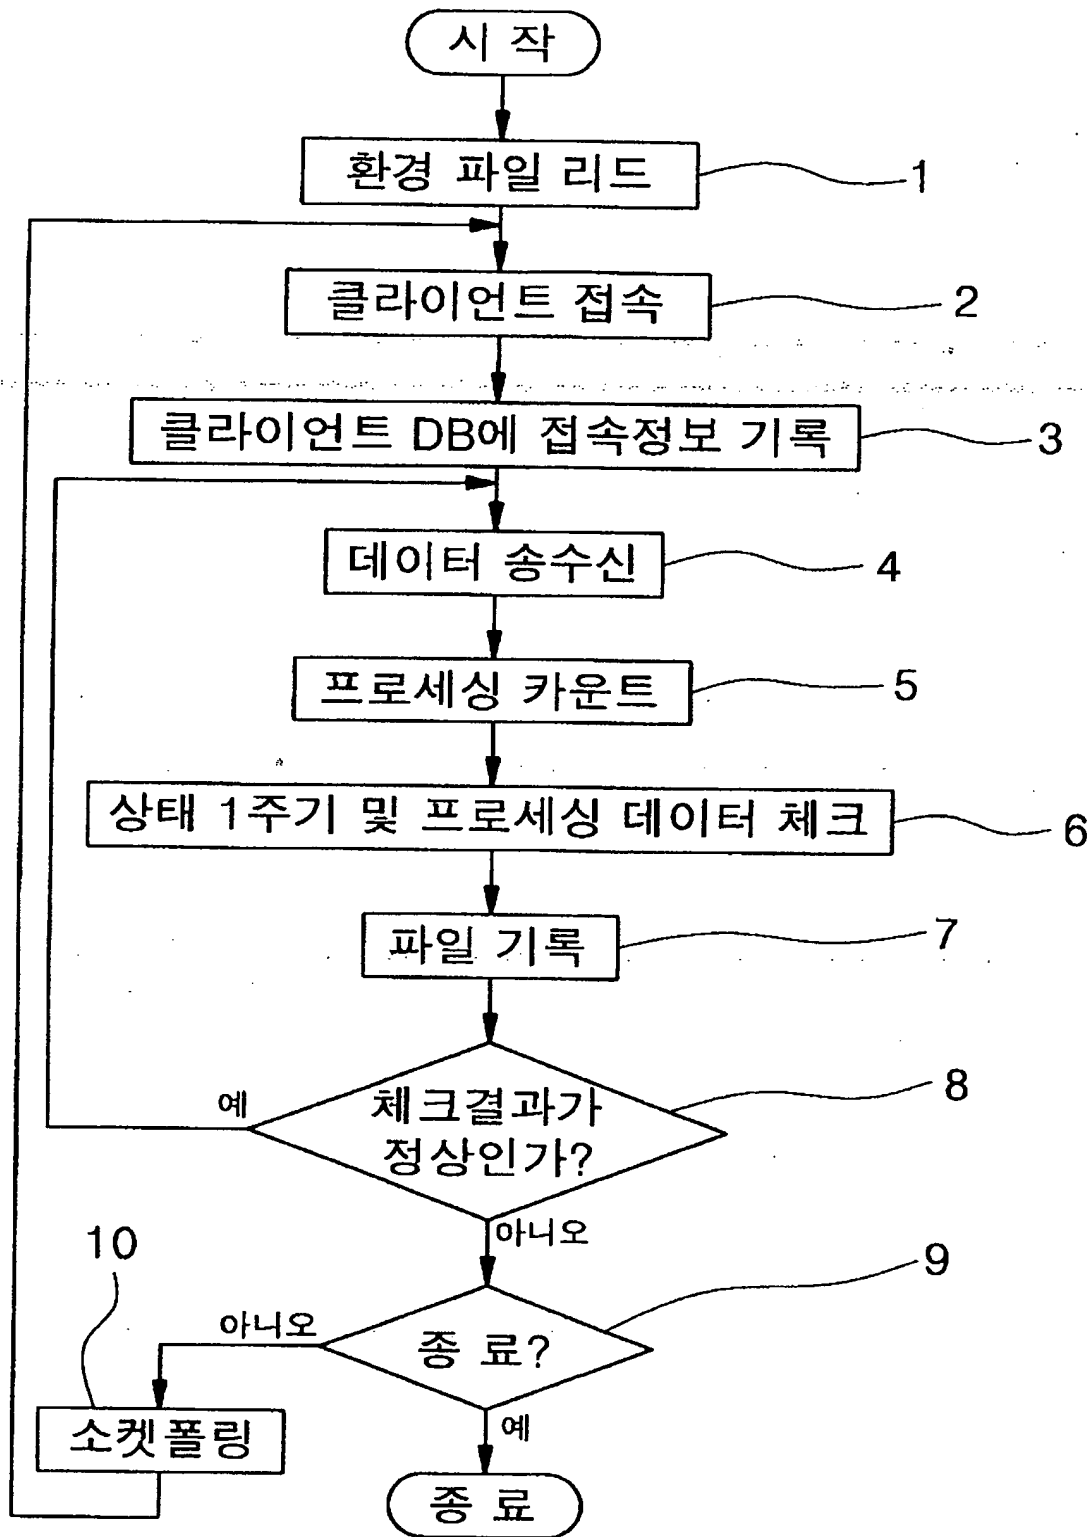 시 작
환경 파일 리드
1
클라이언트 접속
2
클라이언트 DB에 접속정보 기록
3
데이터 송수신
4
프로세싱 카운트
5
상태 1주기 및 프로세싱 데이터 체크
6
파일 기록
7
체크결과가
정상인가?
8
예
아니오
종 료?
9
아니오
10
소켓폴링
예
종 료